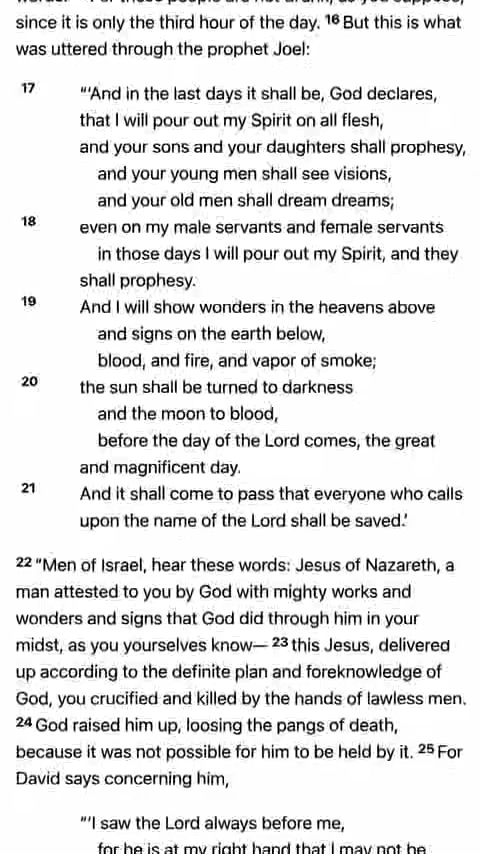 since it is only the third hour of the day. 16 But this is what
was uttered through the prophet Joel:
17 “‘And in the last days it shall be, God declares,
that I will pour out my Spirit on all flesh,
and your sons and your daughters shall prophesy,
and your young men shall see visions,
and your old men shall dream dreams;
18 even on my male servants and female servants
in those days I will pour out my Spirit, and they
shall prophesy.
19 And I will show wonders in the heavens above
and signs on the earth below,
blood, and fire, and vapor of smoke;
20 the sun shall be turned to darkness
and the moon to blood,
before the day of the Lord comes, the great
and magnificent day.
21 And it shall come to pass that everyone who calls
upon the name of the Lord shall be saved.’
22 “Men of Israel, hear these words: Jesus of Nazareth, a
man attested to you by God with mighty works and
wonders and signs that God did through him in your
midst, as you yourselves know— 23 this Jesus, delivered
up according to the definite plan and foreknowledge of
God, you crucified and killed by the hands of lawless men.
24 God raised him up, loosing the pangs of death,
because it was not possible for him to be held by it. 25 For
David says concerning him,
“‘I saw the Lord always before me,
for he is at my right hand that I may not be